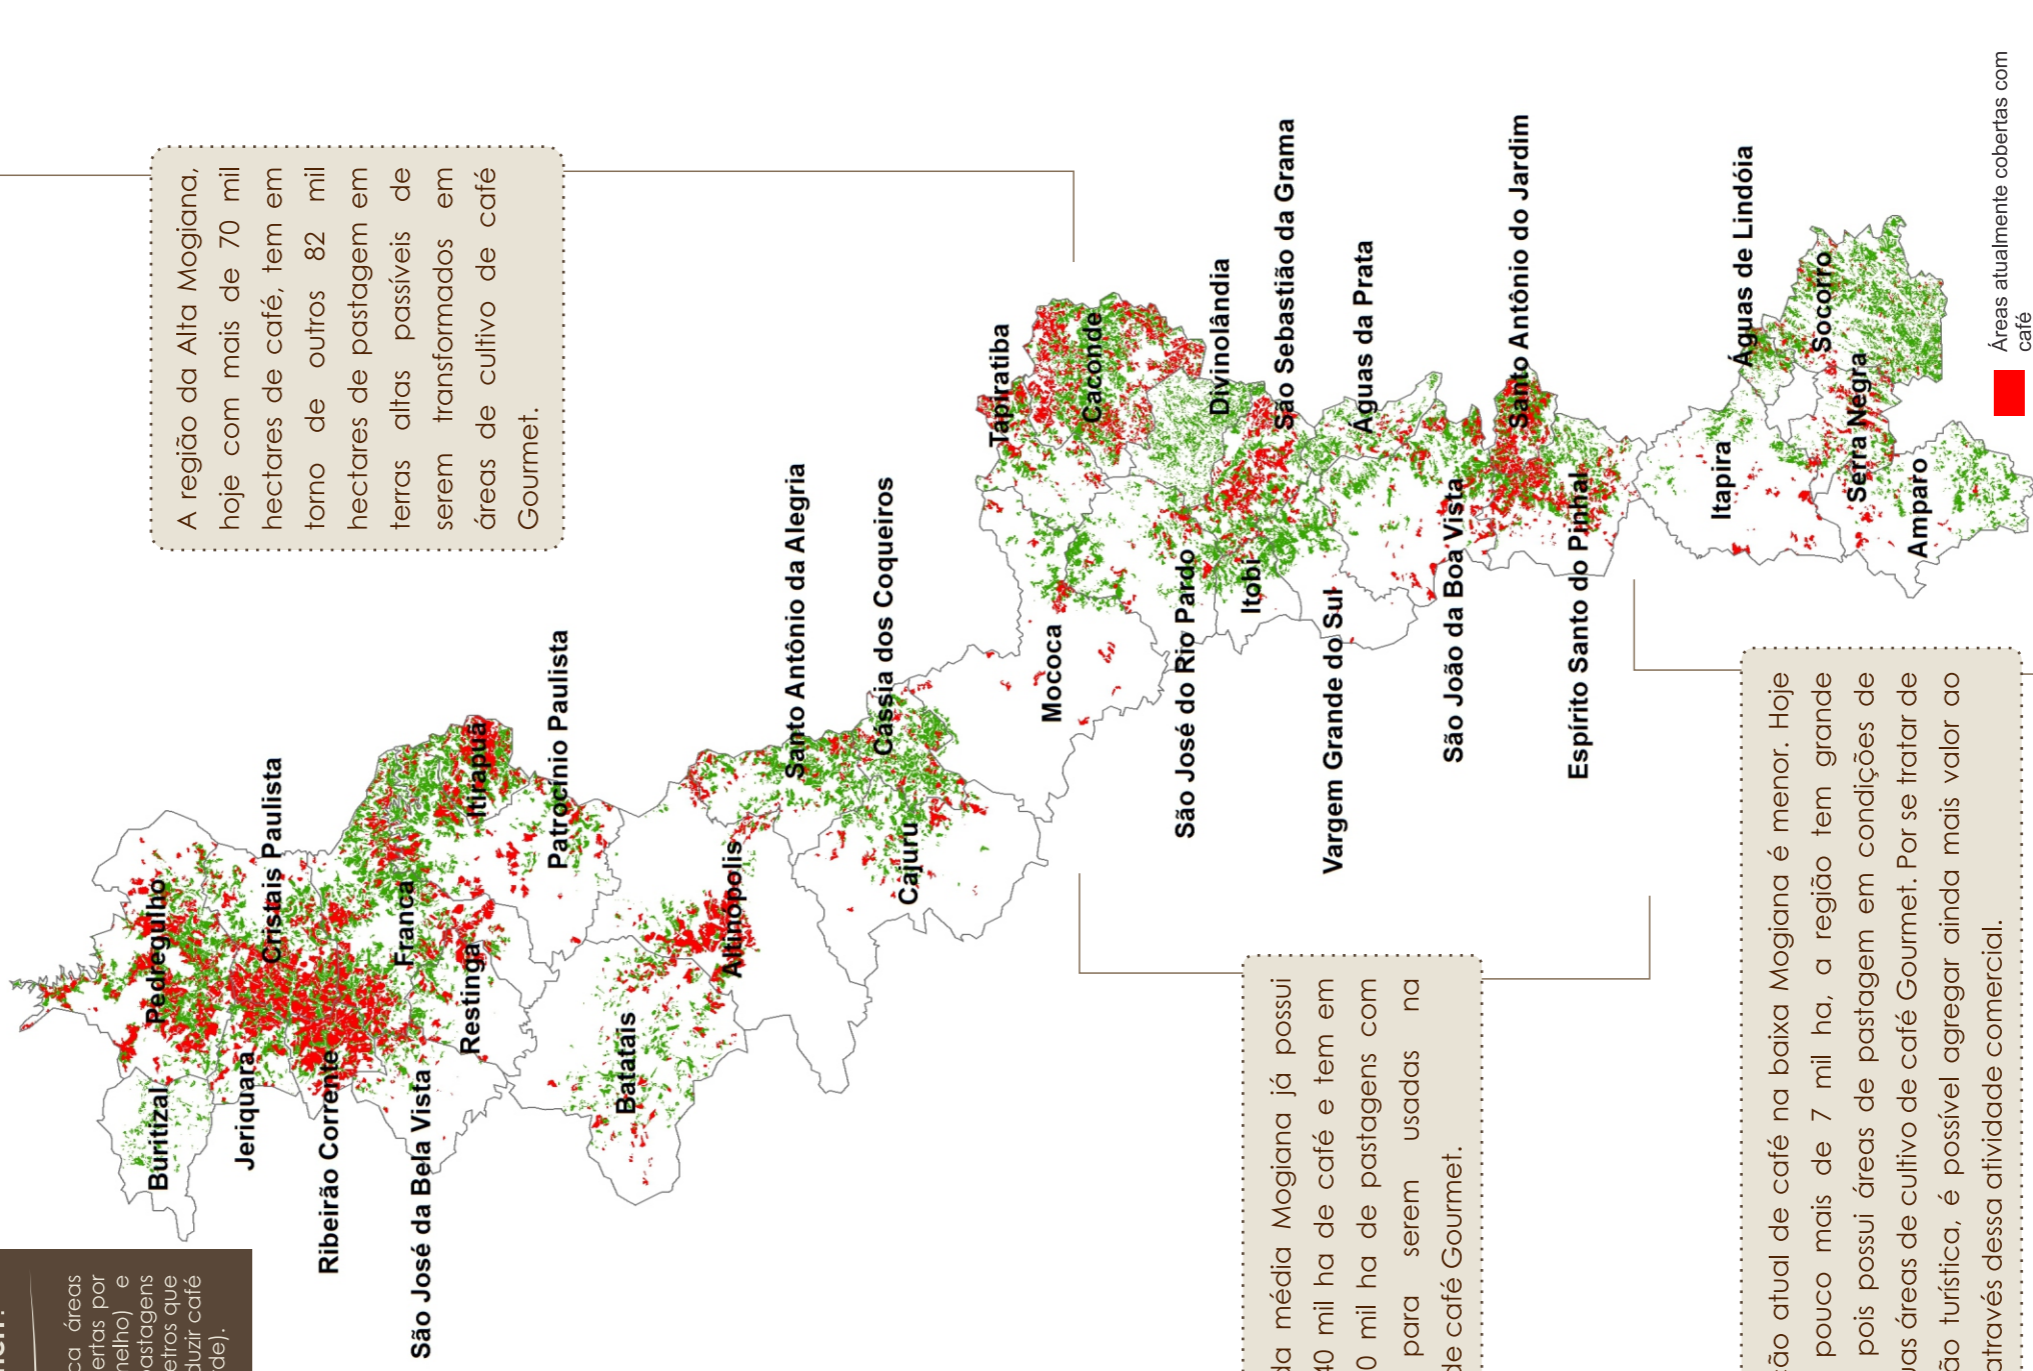 A região da Alta Mogiana,
hoje com mais de 70 mil
hectares de café, tem em
torno de outros 82 mil
hectares de pastagem em
terras altas passíveis de
serem transformados em
áreas de cultivo de café
Gourmet.
Pedregulho
Buritizal
Cristais Paulista
Jeriquara
Ribeirão Corrente
Franca
São José da Bela Vista
Restinga
Itirapuã
Patrocínio Paulista
Batatais
Altinópolis
Santo Antônio da Alegria
Cássia dos Coqueiros
Cajuru
Tapiratiba
Mococa
Caconde
São José do Rio Pardo
Divinolândia
Itobi
São Sebastião da Grama
Vargem Grande do Sul
Águas da Prata
São João da Boa Vista
Santo Antônio do Jardim
Espírito Santo do Pinhal
Itapira
Águas de Lindóia
Socorro
Serra Negra
Amparo
áreas
por
e
que
café
da média Mogiana já possui
40 mil ha de café e tem em
0 mil ha de pastagens com
para serem usadas na
de café Gourmet.
atual de café na baixa Mogiana é menor. Hoje
pouco mais de 7 mil ha, a região tem grande
pois possui áreas de pastagem em condições de
áreas de cultivo de café Gourmet. Por se tratar de
turística, é possível agregar ainda mais valor ao
através dessa atividade comercial.
Áreas atualmente cobertas com
café